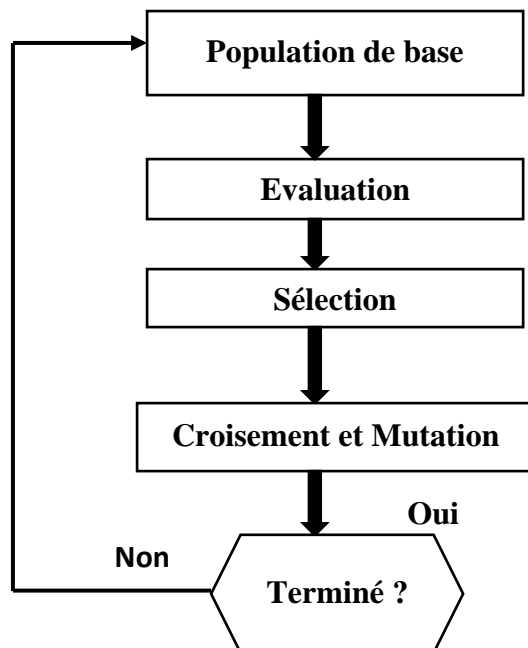 Population de base
Evaluation
Sélection
Croisement et Mutation
Oui
Non
Terminé ?